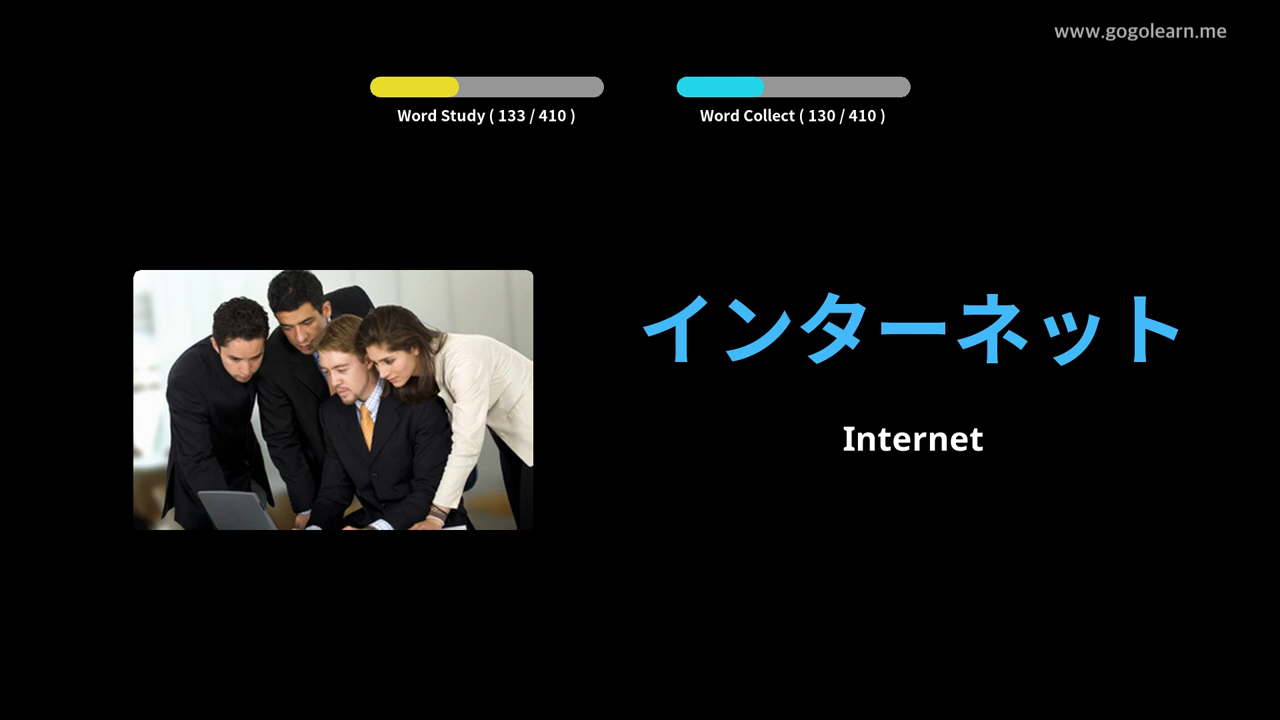 www.gogolearn.me
Word Study ( 133 / 410 )
Word Collect ( 130 / 410 )
インターネット
Internet